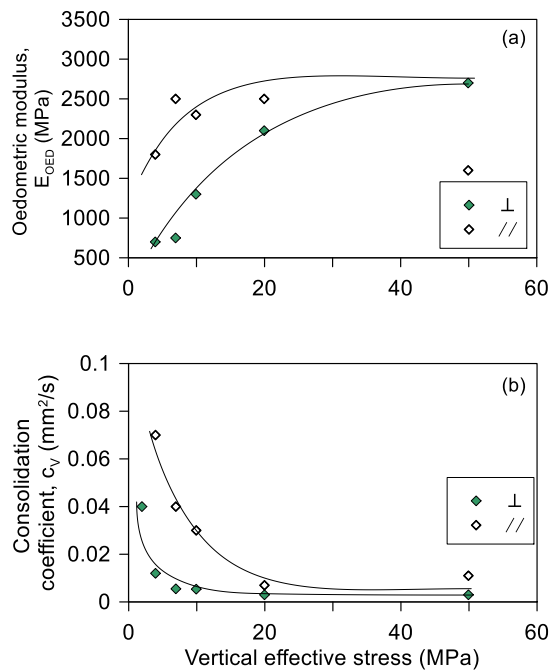 3500
(a)
3000
2500
2000
1500
1000
500
Oedometric modulus,
E_OED (MPa)
⊥
//
0 20 40 60
0.1
(b)
0.08
0.06
0.04
0.02
0
Consolidation
coefficient, c_V (mm²/s)
⊥
//
0 20 40 60
Vertical effective stress (MPa)